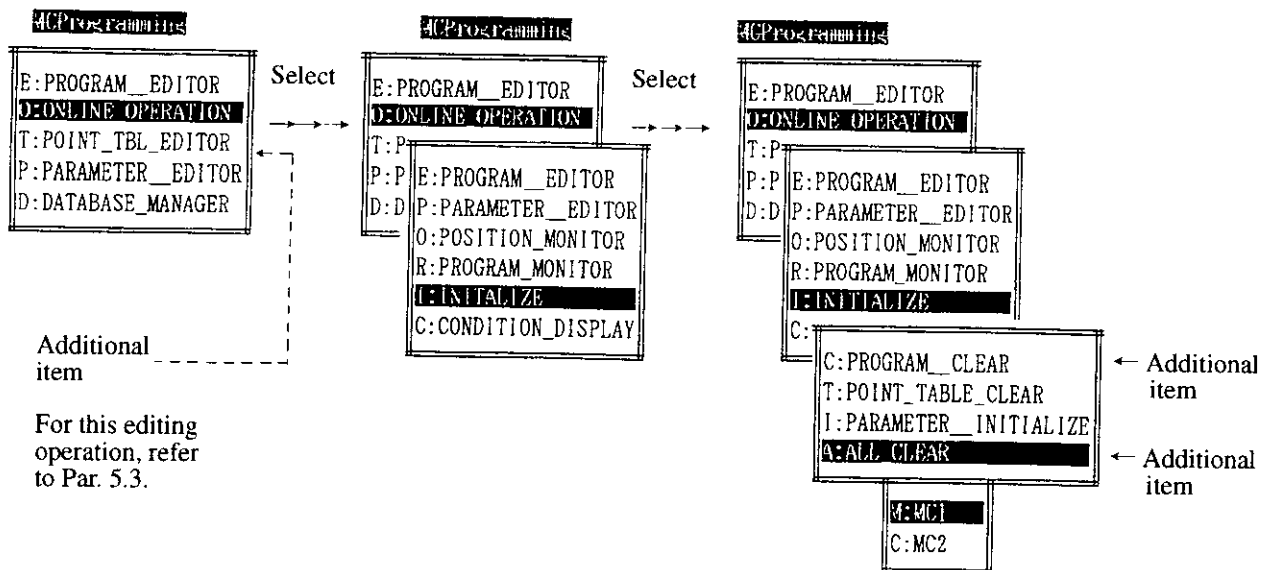 MCProgramming
E:PROGRAM__EDITOR
O:ONLINE OPERATION
T:POINT_TBL_EDITOR
P:PARAMETER__EDITOR
D:DATABASE_MANAGER
Additional
item
For this editing
operation, refer
to Par. 5.3.
Select
MCProgramming
E:PROGRAM__EDITOR
O:ONLINE OPERATION
T:P
P:P
D:D
E:PROGRAM__EDITOR
P:PARAMETER__EDITOR
O:POSITION_MONITOR
R:PROGRAM_MONITOR
I:INITALIZE
C:CONDITION_DISPLAY
Select
MCProgramming
E:PROGRAM__EDITOR
O:ONLINE OPERATION
T:P
P:P
D:D
E:PROGRAM__EDITOR
P:PARAMETER__EDITOR
O:POSITION_MONITOR
R:PROGRAM_MONITOR
I:INITIALIZE
C:
C:PROGRAM__CLEAR
T:POINT_TABLE_CLEAR
I:PARAMETER__INITIALIZE
A:ALL CLEAR
Additional
item
Additional
item
M:MC1
C:MC2